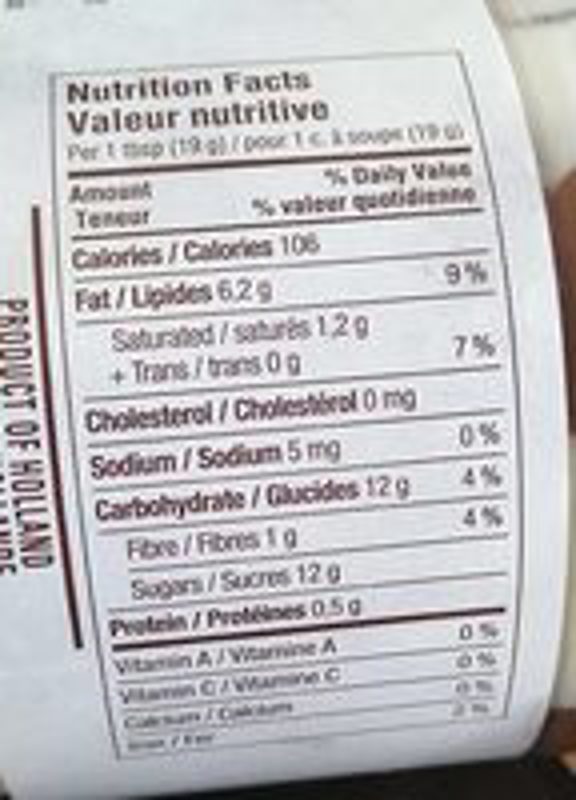 Nutrition Facts
Valeur nutritive
Per 1 tbsp (19 g) / pour 1 c. à soupe (19 g)
Amount % Daily Value
Teneur % valeur quotidienne
Calories / Calories 106
Fat / Lipides 6,2 g 9 %
Saturated / saturés 1,2 g
+ Trans / trans 0 g 7 %
Cholesterol / Cholestérol 0 mg
Sodium / Sodium 5 mg 0 %
Carbohydrate / Glucides 12 g 4 %
Fibre / Fibres 1 g 4 %
Sugars / Sucres 12 g
Protein / Protéines 0,5 g
Vitamin A / Vitamine A 0 %
Vitamin C / Vitamine C 0 %
Calcium / Calcium 0 %
Iron / Fer
PRODUCT OF HOLLAND